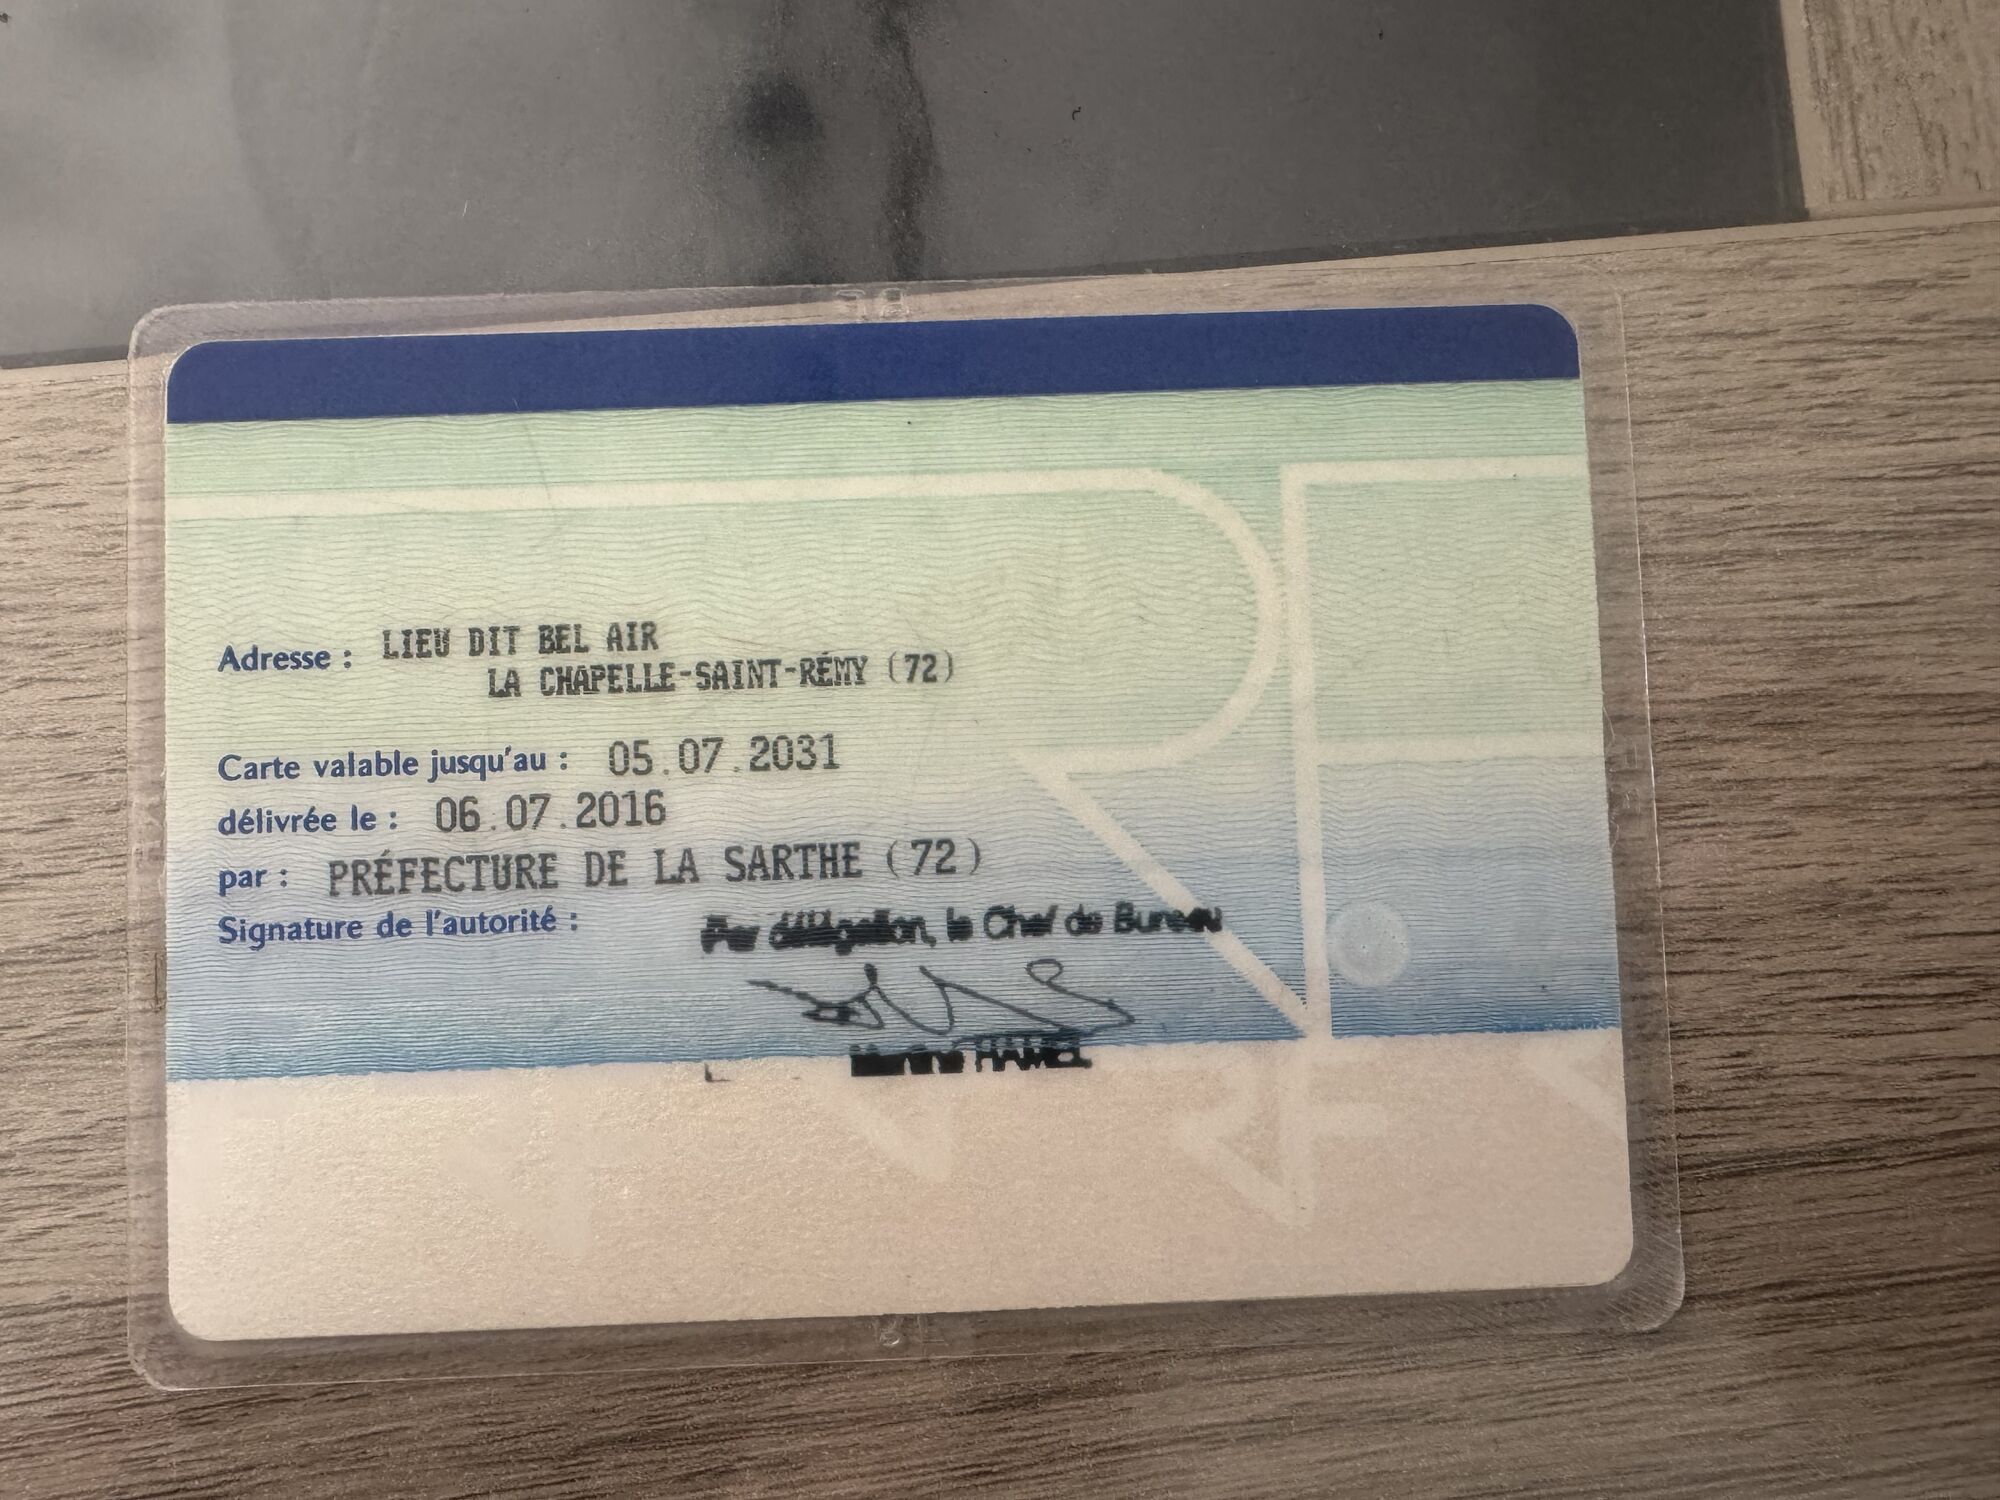 Adresse : LIEU DIT BEL AIR
LA CHAPELLE-SAINT-RÉMY (72)
Carte valable jusqu'au : 05.07.2031
délivrée le : 06.07.2016
par : PRÉFECTURE DE LA SARTHE (72)
Signature de l'autorité :
Par délégation, le Chef de Bureau
HAMEL